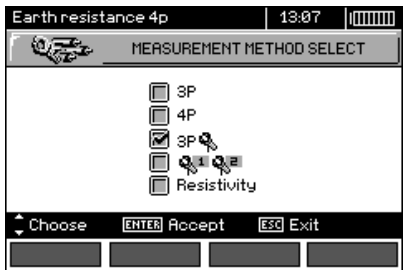 Earth resistance 4p 13:07
MEASUREMENT METHOD SELECT
3P
4P
3P
1 2
Resistivity
Choose ENTER Accept ESC Exit